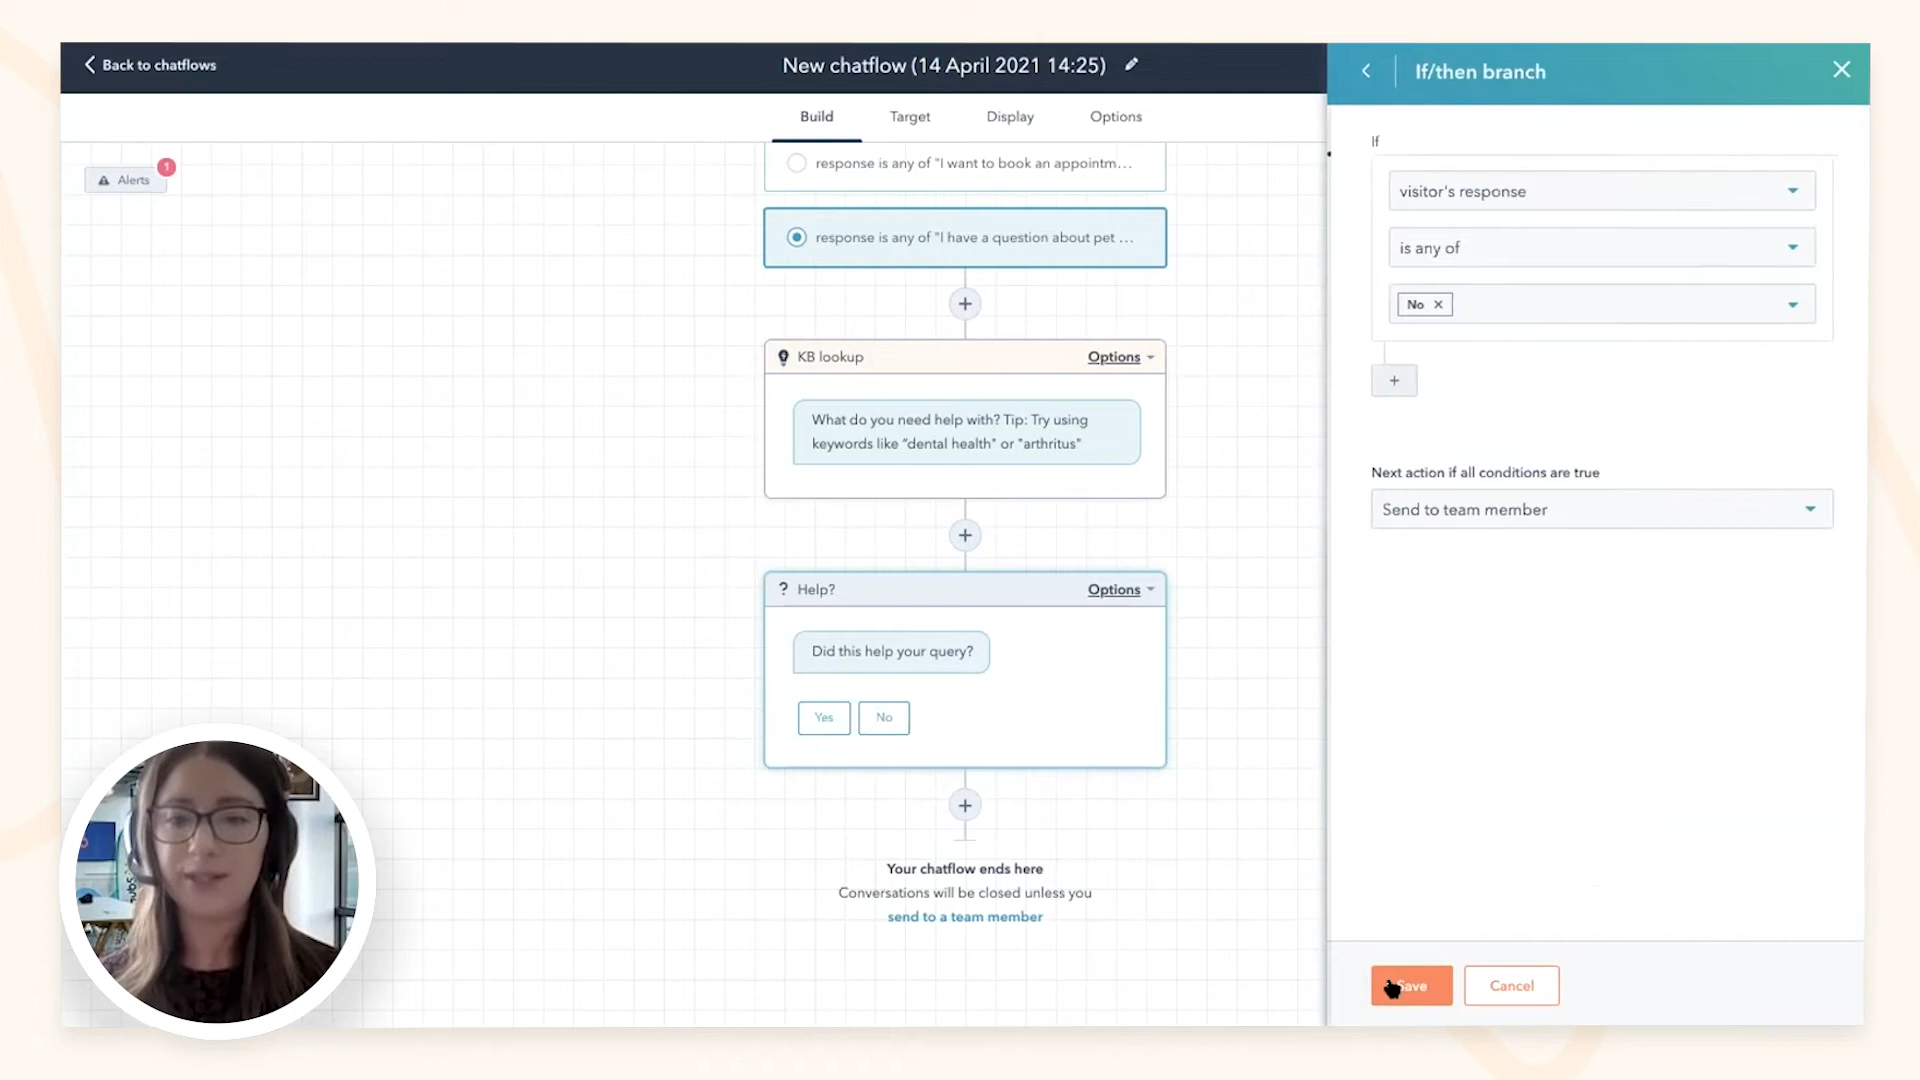 Back to chatflows
New chatflow (14 April 2021 14:25)
If/then branch
Build
Target
Display
Options
Alerts
1
response is any of "I want to book an appointm...
response is any of "I have a question about pet ...
KB lookup
Options
What do you need help with? Tip: Try using
keywords like "dental health" or "arthritus"
? Help?
Options
Did this help your query?
Yes
No
Your chatflow ends here
Conversations will be closed unless you
send to a team member
If
visitor's response
is any of
No
Next action if all conditions are true
Send to team member
Save
Cancel